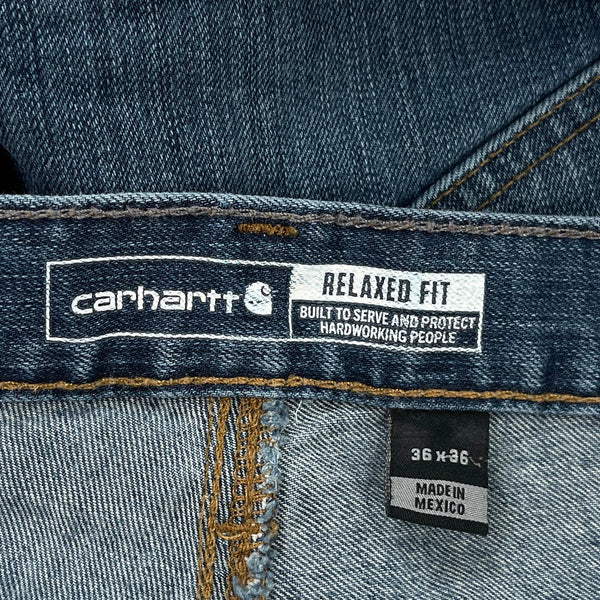 carhartt
RELAXED FIT
BUILT TO SERVE AND PROTECT
HARDWORKING PEOPLE
36 x 36
MADE IN
MEXICO